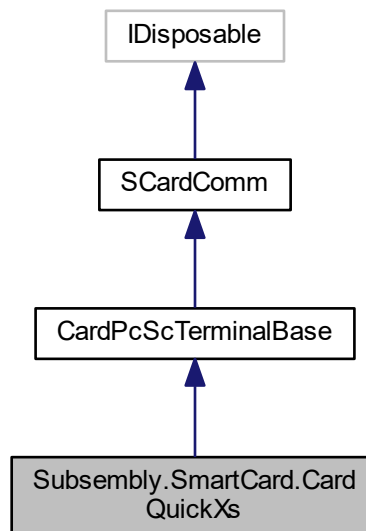 IDisposable
SCardComm
CardPcScTerminalBase
Subsembly.SmartCard.Card
QuickXs